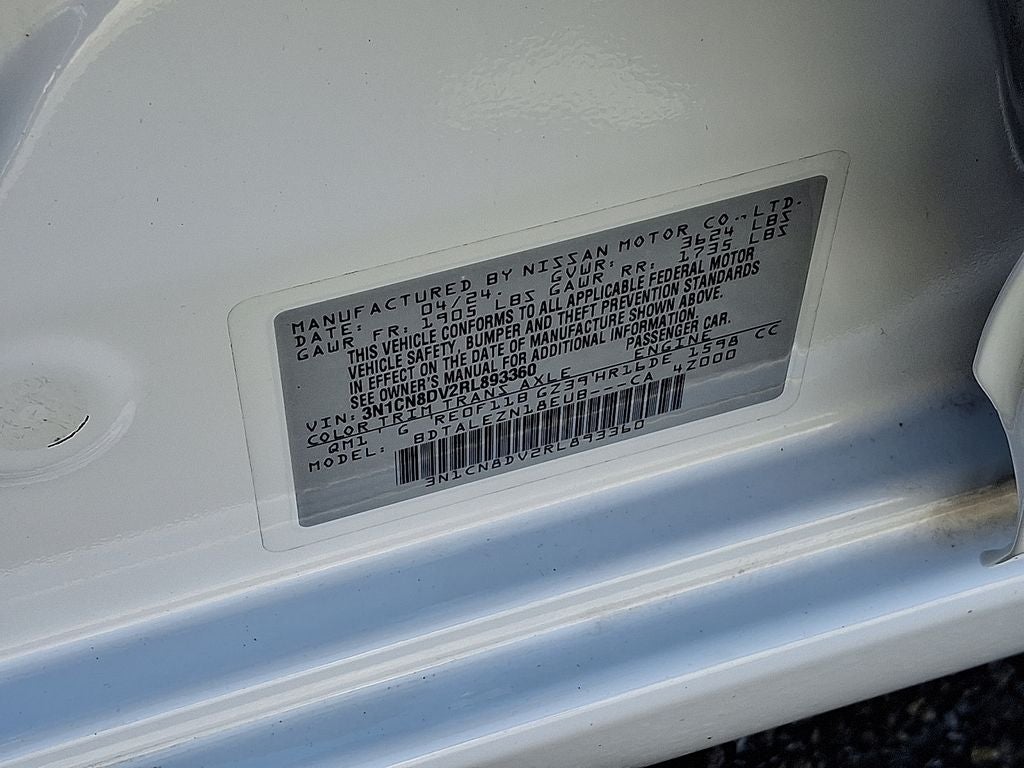 MANUFACTURED BY NISSAN MOTOR CO.,LTD.
DATE: 04/24 GVWR: 3624 LBS
GAWR FR: 1905 LBS GAWR RR: 1735 LBS
THIS VEHICLE CONFORMS TO ALL APPLICABLE FEDERAL MOTOR
VEHICLE SAFETY, BUMPER AND THEFT PREVENTION STANDARDS
IN EFFECT ON THE DATE OF MANUFACTURE SHOWN ABOVE.
SEE OWNER'S MANUAL FOR ADDITIONAL INFORMATION.
VIN: 3N1CN8DV2RL893360 PASSENGER CAR.
COLOR TRIM TRANS AXLE ENGINE
QM1 G RE0F11B GZ39 HR16DE 1598 CC
MODEL: BDTALEZN18EUB---CA 4Z000
3N1CN8DV2RL893360